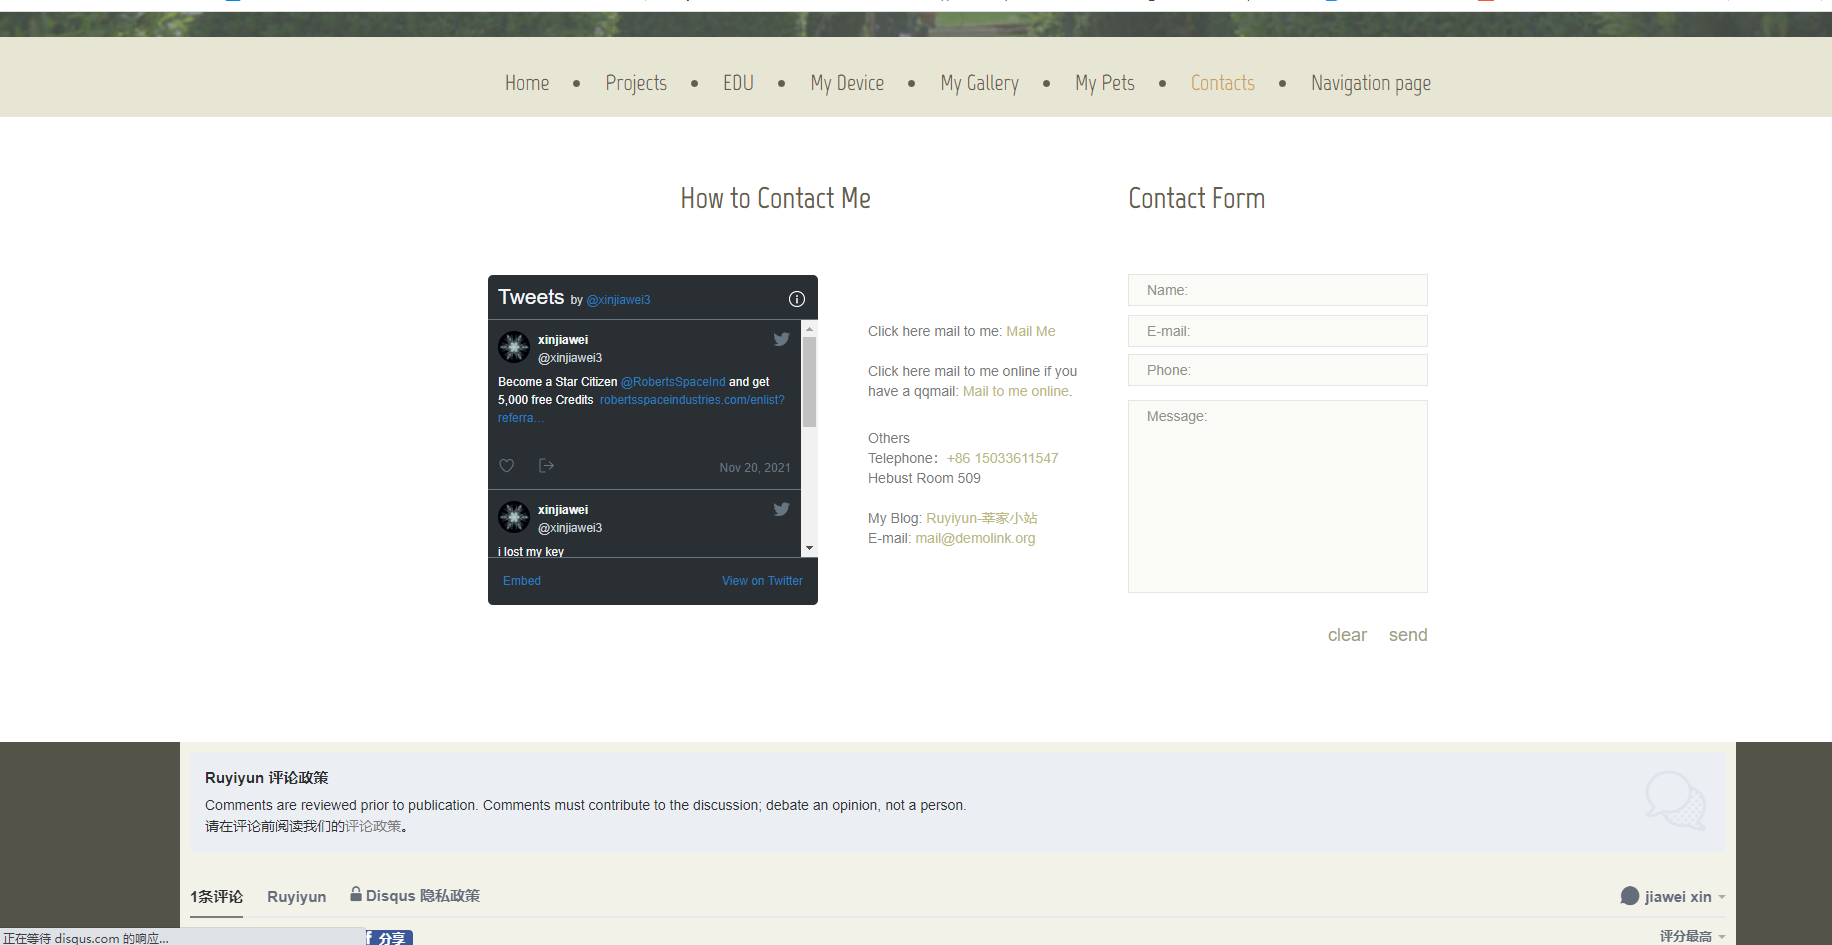 Home • Projects • EDU • My Device • My Gallery • My Pets • Contacts • Navigation page
How to Contact Me
Contact Form
Tweets by @xinjiawei3
xinjiawei
@xinjiawei3
Become a Star Citizen @RobertsSpaceInd and get
5,000 free Credits robertsspaceindustries.com/enlist?
referra…
Nov 20, 2021
xinjiawei
@xinjiawei3
i lost my key
Embed
View on Twitter
Click here mail to me: Mail Me
Click here mail to me online if you
have a qqmail: Mail to me online.
Others
Telephone： +86 15033611547
Hebust Room 509
My Blog: Ruyiyun-莘家小站
E-mail: mail@demolink.org
Name:
E-mail:
Phone:
Message:
clear send
Ruyiyun 评论政策
Comments are reviewed prior to publication. Comments must contribute to the discussion; debate an opinion, not a person.
请在评论前阅读我们的评论政策。
1条评论 Ruyiyun Disqus 隐私政策 jiawei xin
正在等待 disqus.com 的响应...
f 分享
评分最高